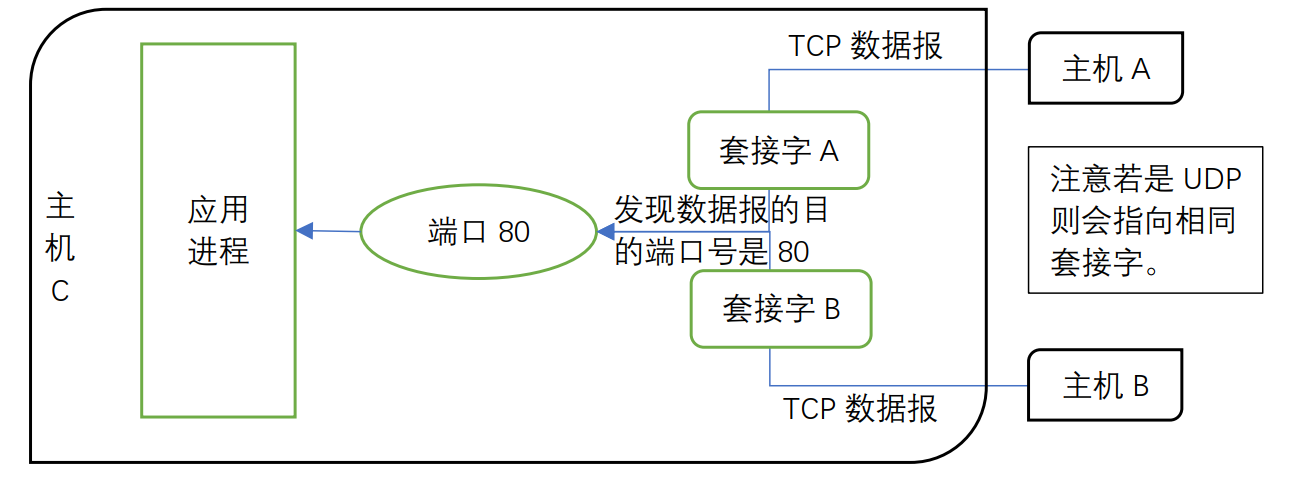 TCP 数据报
主机 A
套接字 A
注意若是 UDP
则会指向相同
套接字。
主
机
C
应用
进程
端口 80
发现数据报的目
的端口号是 80
套接字 B
主机 B
TCP 数据报